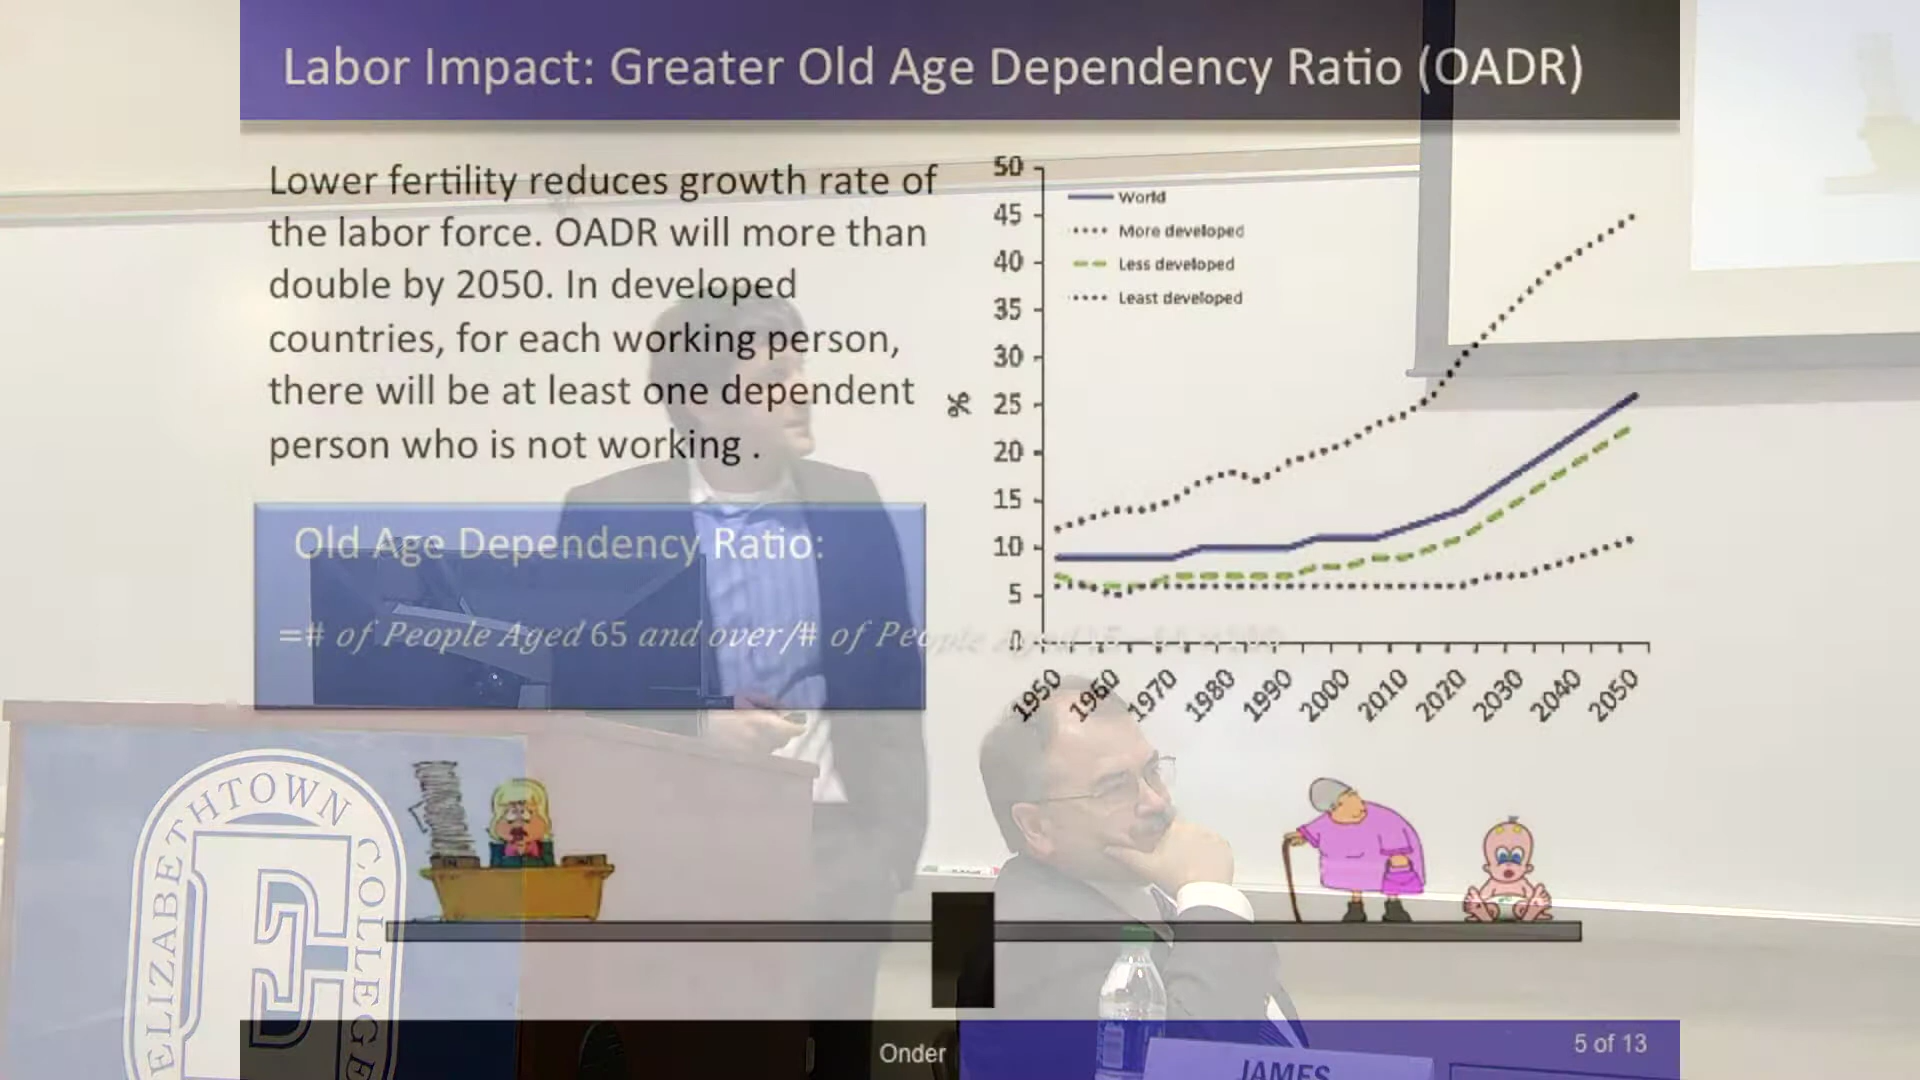 Labor Impact: Greater Old Age Dependency Ratio (OADR)
Lower fertility reduces growth rate of
the labor force. OADR will more than
double by 2050. In developed
countries, for each working person,
there will be at least one dependent
person who is not working .
Old Age Dependency Ratio:
=# of People Aged 65 and over/# of People Aged
World
More developed
Less developed
Least developed
%
50
45
40
35
30
25
20
15
10
5
0
1950 1960 1970 1980 1990 2000 2010 2020 2030 2040 2050
ELIZABETHTOWN COLLEGE
E
Onder
5 of 13
JAMES